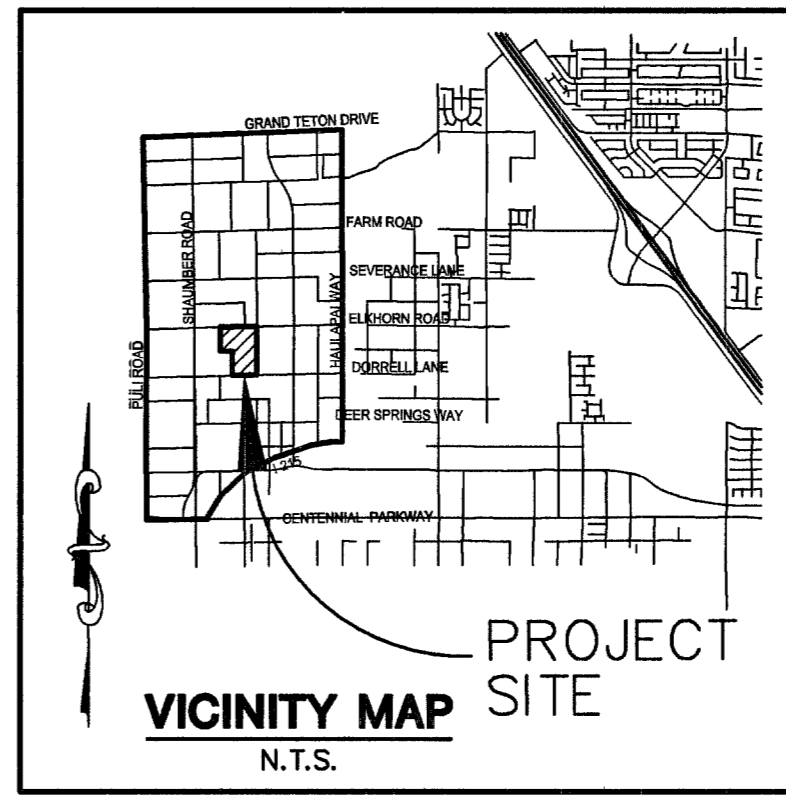 GRAND TETON DRIVE
SHAUMBER ROAD
FARM ROAD
SEVERANCE LANE
HAULAPAI WAY
ELKHORN ROAD
PULI ROAD
DORRELL LANE
DEER SPRINGS WAY
I-215
CENTENNIAL PARKWAY
PROJECT
SITE
VICINITY MAP
N.T.S.